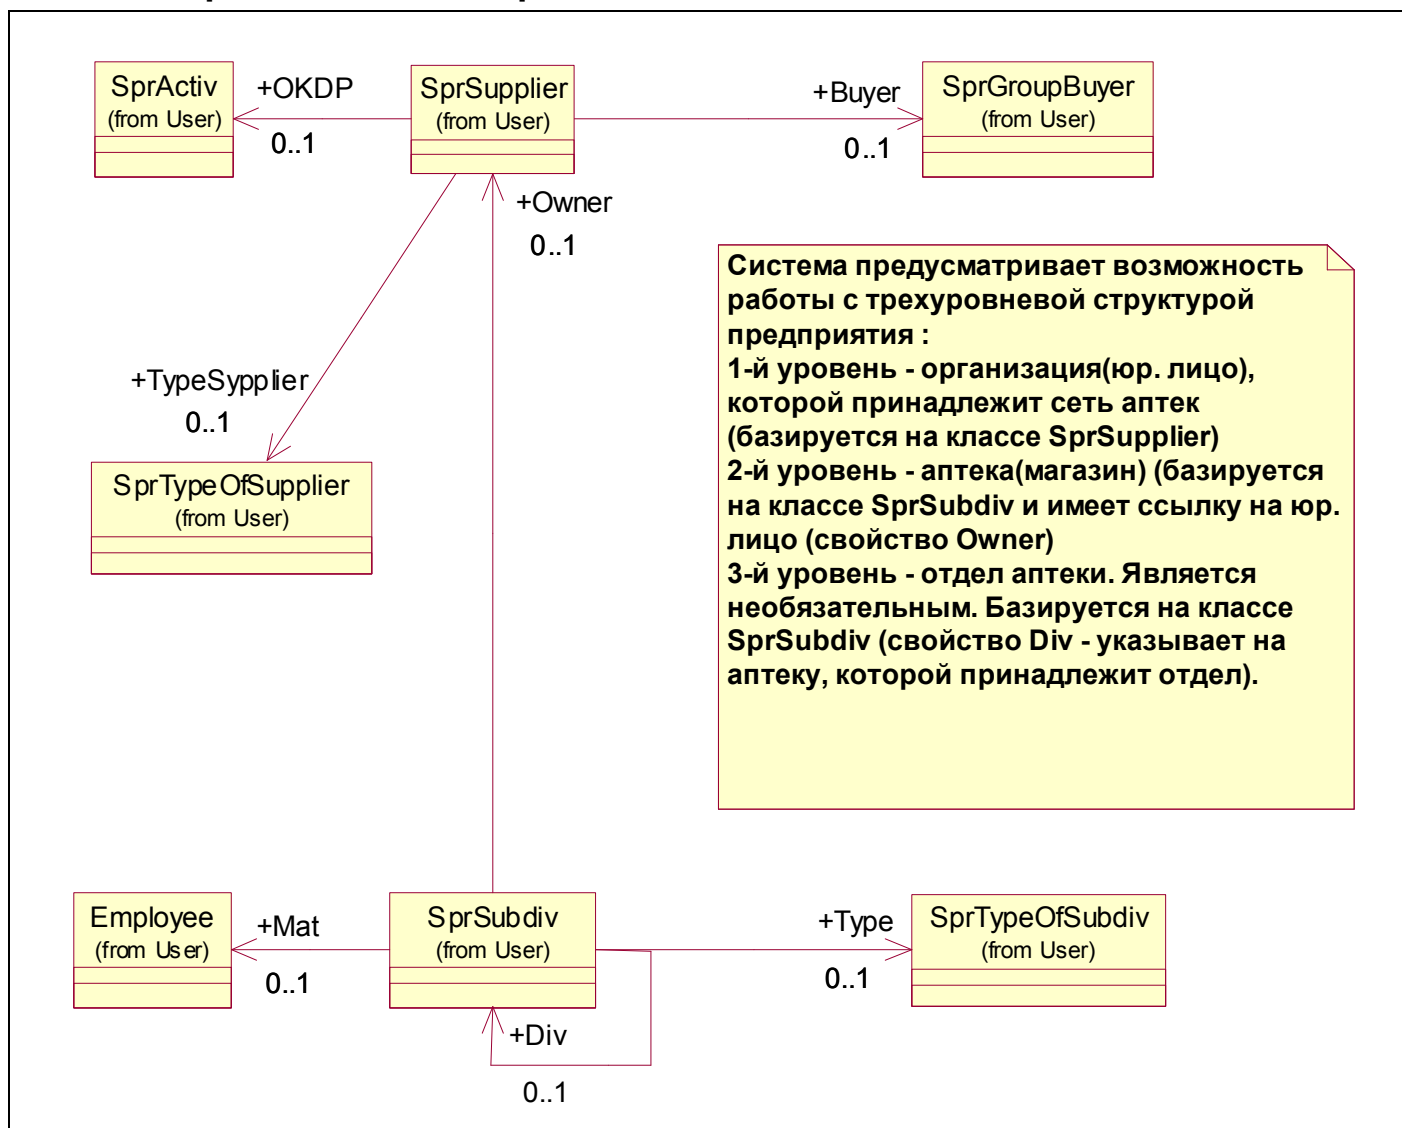 SprActiv
(from User)
+OKDP
0..1
SprSupplier
(from User)
+Buyer
0..1
SprGroupBuyer
(from User)
+Owner
0..1
+TypeSypplier
0..1
SprTypeOfSupplier
(from User)
Система предусматривает возможность
работы с трехуровневой структурой
предприятия :
1-й уровень - организация(юр. лицо),
которой принадлежит сеть аптек
(базируется на классе SprSupplier)
2-й уровень - аптека(магазин) (базируется
на классе SprSubdiv и имеет ссылку на юр.
лицо (свойство Owner)
3-й уровень - отдел аптеки. Является
необязательным. Базируется на классе
SprSubdiv (свойство Div - указывает на
аптеку, которой принадлежит отдел).
Employee
(from User)
+Mat
0..1
SprSubdiv
(from User)
+Type
0..1
SprTypeOfSubdiv
(from User)
+Div
0..1